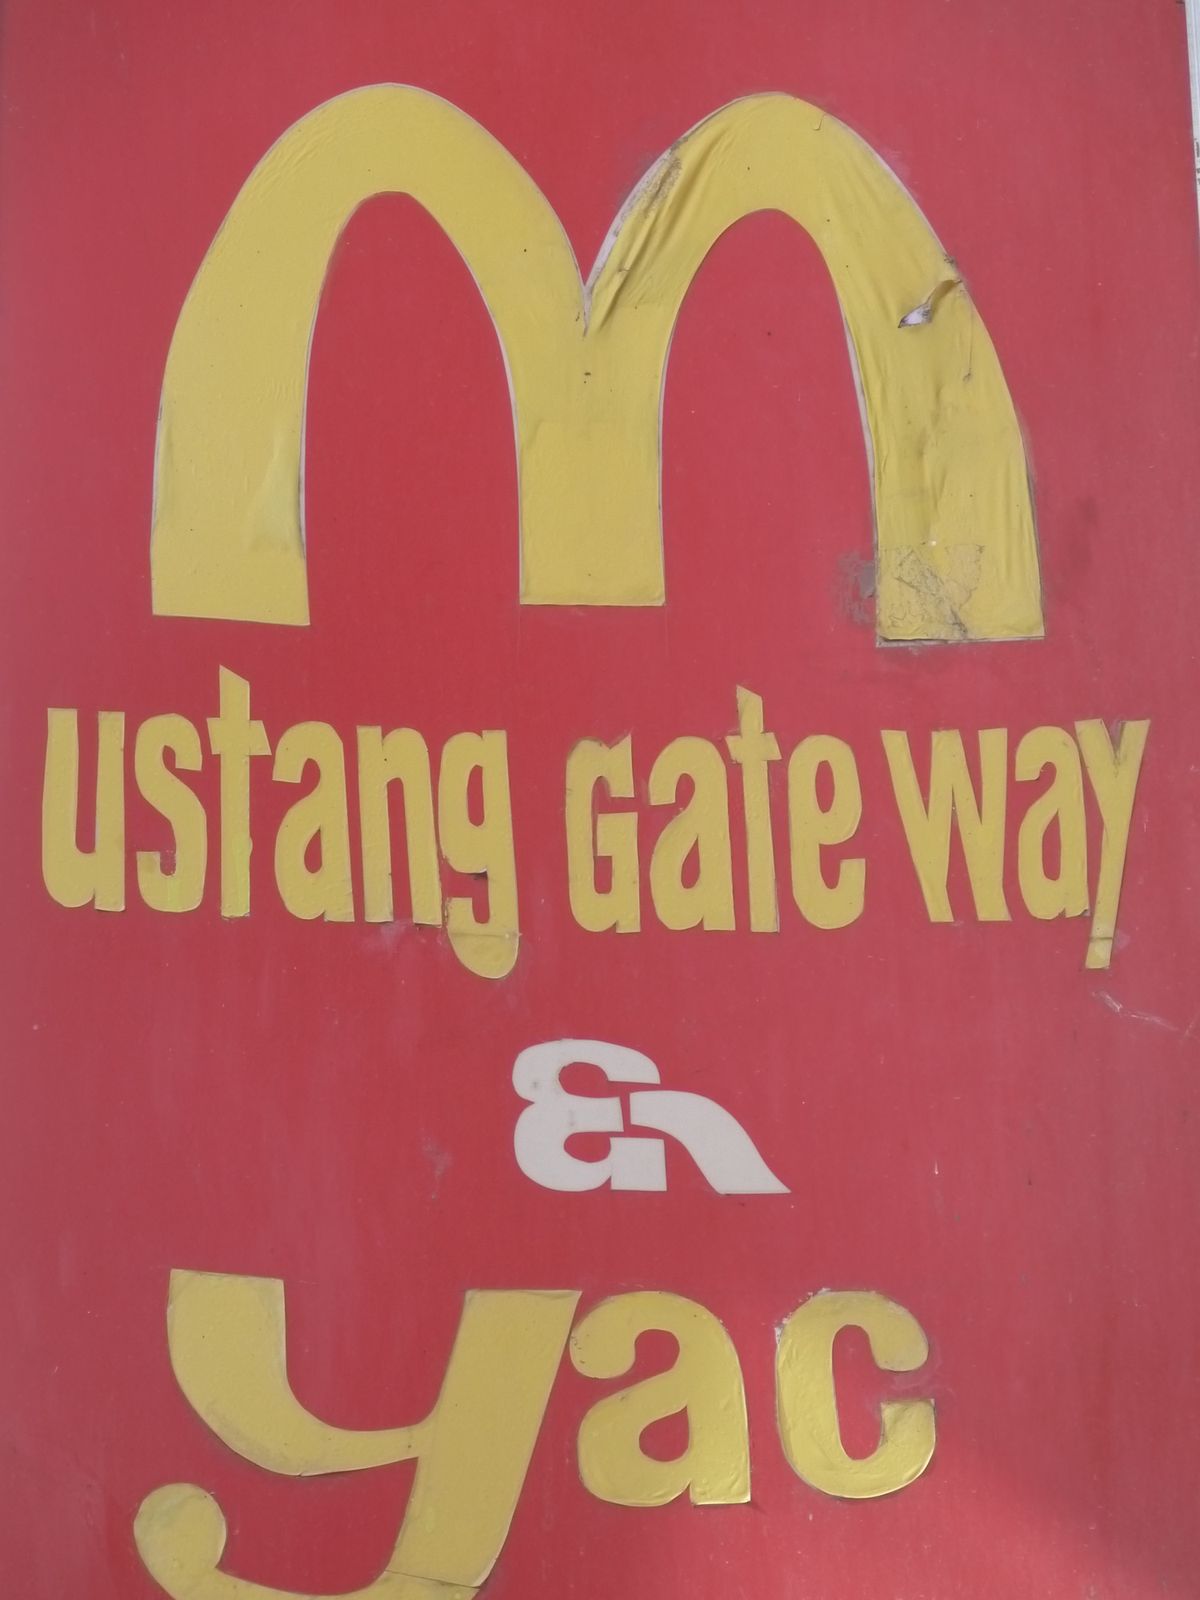 M
ustang Gate way
&
yac